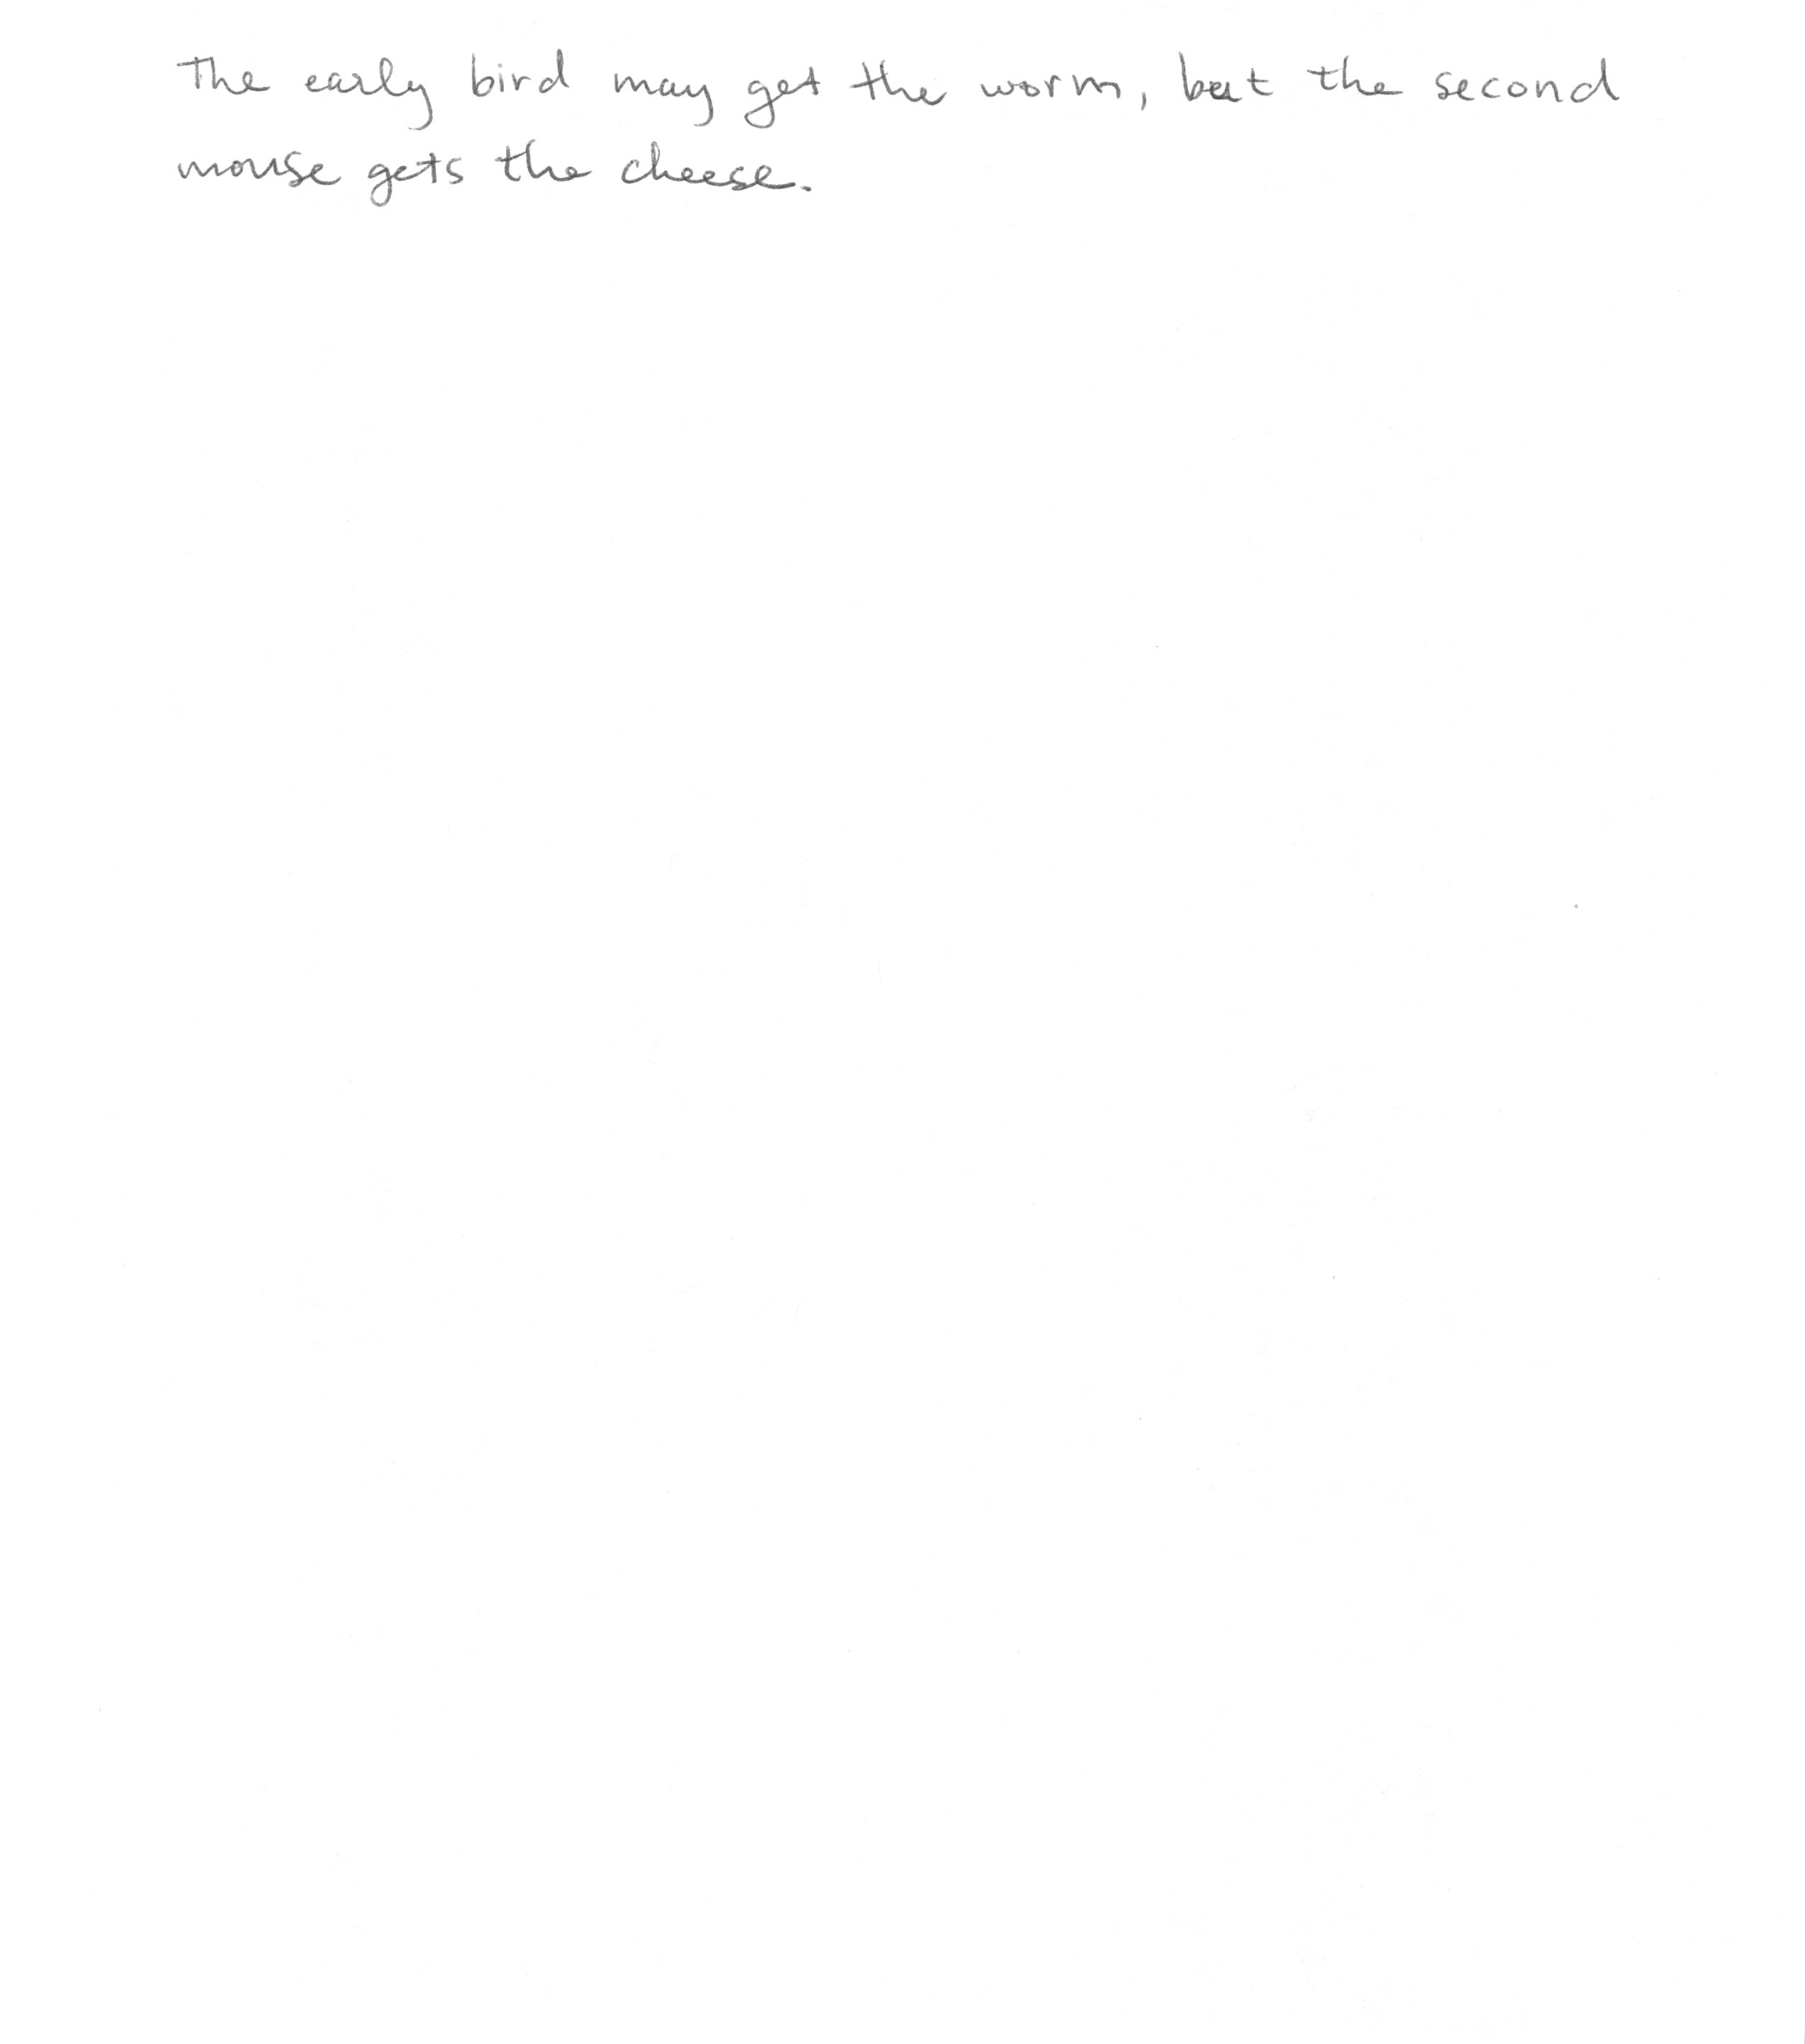 The early bird may get the worm, but the second
mouse gets the cheese.